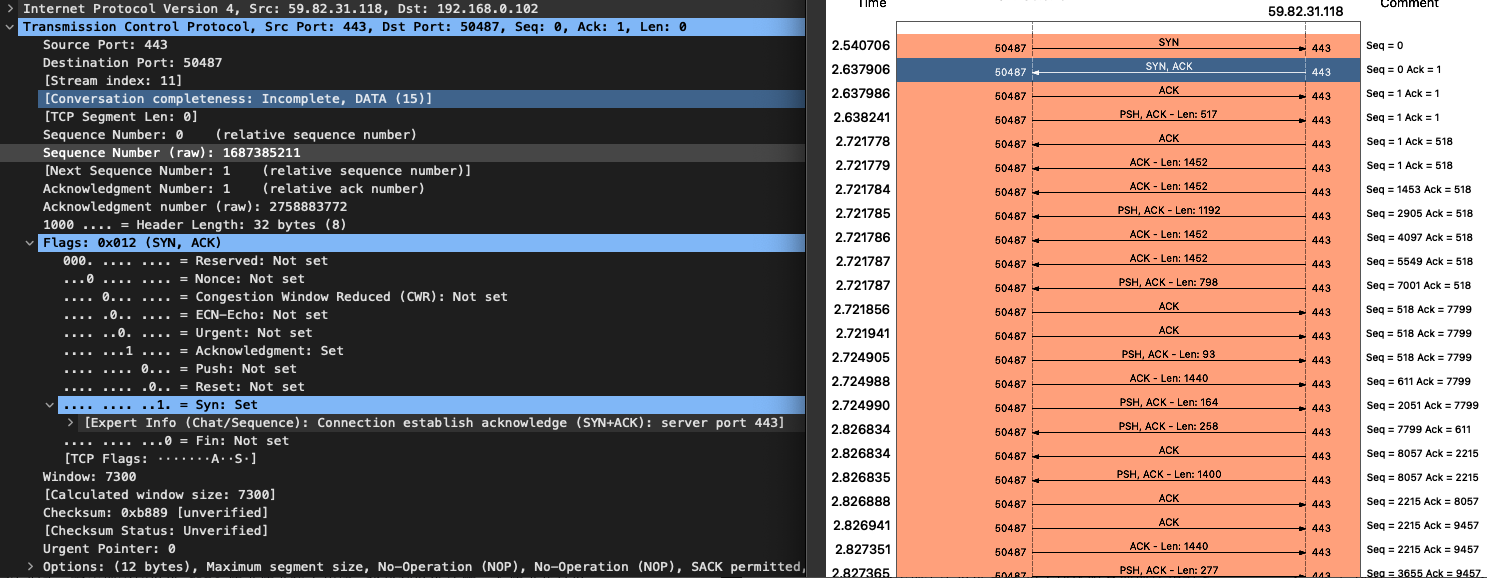 Internet Protocol Version 4, Src: 59.82.31.118, Dst: 192.168.0.102
Transmission Control Protocol, Src Port: 443, Dst Port: 50487, Seq: 0, Ack: 1, Len: 0
Source Port: 443
Destination Port: 50487
[Stream index: 11]
[Conversation completeness: Incomplete, DATA (15)]
[TCP Segment Len: 0]
Sequence Number: 0    (relative sequence number)
Sequence Number (raw): 1687385211
[Next Sequence Number: 1    (relative sequence number)]
Acknowledgment Number: 1    (relative ack number)
Acknowledgment number (raw): 2758883772
1000 .... = Header Length: 32 bytes (8)
Flags: 0x012 (SYN, ACK)
000. .... .... = Reserved: Not set
...0 .... .... = Nonce: Not set
.... 0... .... = Congestion Window Reduced (CWR): Not set
.... .0.. .... = ECN-Echo: Not set
.... ..0. .... = Urgent: Not set
.... ...1 .... = Acknowledgment: Set
.... .... 0... = Push: Not set
.... .... .0.. = Reset: Not set
.... .... ..1. = Syn: Set
[Expert Info (Chat/Sequence): Connection establish acknowledge (SYN+ACK): server port 443]
.... .... ...0 = Fin: Not set
[TCP Flags: ·······A··S·]
Window: 7300
[Calculated window size: 7300]
Checksum: 0xb889 [unverified]
[Checksum Status: Unverified]
Urgent Pointer: 0
Options: (12 bytes), Maximum segment size, No-Operation (NOP), No-Operation (NOP), SACK permitted,
Time Comment
59.82.31.118
2.540706 50487 SYN 443 Seq = 0
2.637906 50487 SYN, ACK 443 Seq = 0 Ack = 1
2.637986 50487 ACK 443 Seq = 1 Ack = 1
2.638241 50487 PSH, ACK - Len: 517 443 Seq = 1 Ack = 1
2.721778 50487 ACK 443 Seq = 1 Ack = 518
2.721779 50487 ACK - Len: 1452 443 Seq = 1 Ack = 518
2.721784 50487 ACK - Len: 1452 443 Seq = 1453 Ack = 518
2.721785 50487 PSH, ACK - Len: 1192 443 Seq = 2905 Ack = 518
2.721786 50487 ACK - Len: 1452 443 Seq = 4097 Ack = 518
2.721787 50487 ACK - Len: 1452 443 Seq = 5549 Ack = 518
2.721787 50487 PSH, ACK - Len: 798 443 Seq = 7001 Ack = 518
2.721856 50487 ACK 443 Seq = 518 Ack = 7799
2.721941 50487 ACK 443 Seq = 518 Ack = 7799
2.724905 50487 PSH, ACK - Len: 93 443 Seq = 518 Ack = 7799
2.724988 50487 ACK - Len: 1440 443 Seq = 611 Ack = 7799
2.724990 50487 PSH, ACK - Len: 164 443 Seq = 2051 Ack = 7799
2.826834 50487 PSH, ACK - Len: 258 443 Seq = 7799 Ack = 611
2.826834 50487 ACK 443 Seq = 8057 Ack = 2215
2.826835 50487 PSH, ACK - Len: 1400 443 Seq = 8057 Ack = 2215
2.826888 50487 ACK 443 Seq = 2215 Ack = 8057
2.826941 50487 ACK 443 Seq = 2215 Ack = 9457
2.827351 50487 ACK - Len: 1440 443 Seq = 2215 Ack = 9457
2.827365 50487 PSH, ACK - Len: 277 443 Seq = 3655 Ack = 9457